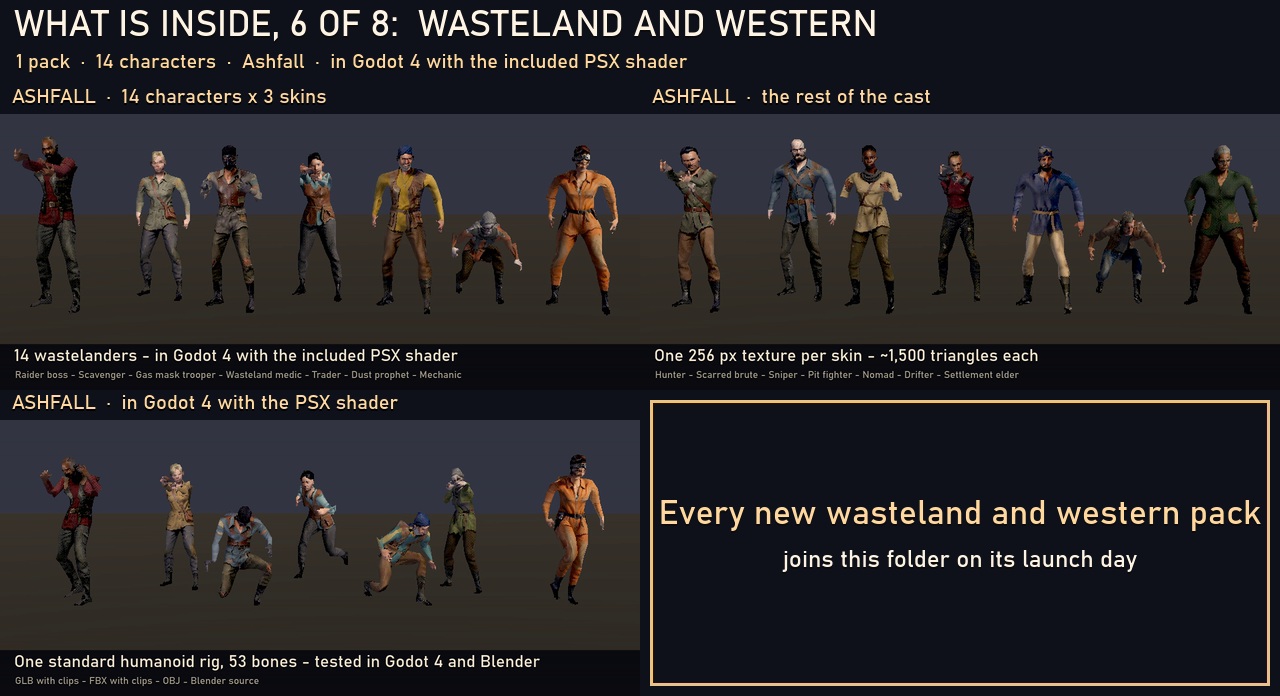 WHAT IS INSIDE, 6 OF 8: WASTELAND AND WESTERN
1 pack · 14 characters · Ashfall · in Godot 4 with the included PSX shader
ASHFALL · 14 characters x 3 skins
14 wastelanders - in Godot 4 with the included PSX shader
Raider boss - Scavenger - Gas mask trooper - Wasteland medic - Trader - Dust prophet - Mechanic
ASHFALL · the rest of the cast
One 256 px texture per skin - ~1,500 triangles each
Hunter - Scarred brute - Sniper - Pit fighter - Nomad - Drifter - Settlement elder
ASHFALL · in Godot 4 with the PSX shader
One standard humanoid rig, 53 bones - tested in Godot 4 and Blender
GLB with clips - FBX with clips - OBJ - Blender source
Every new wasteland and western pack
joins this folder on its launch day